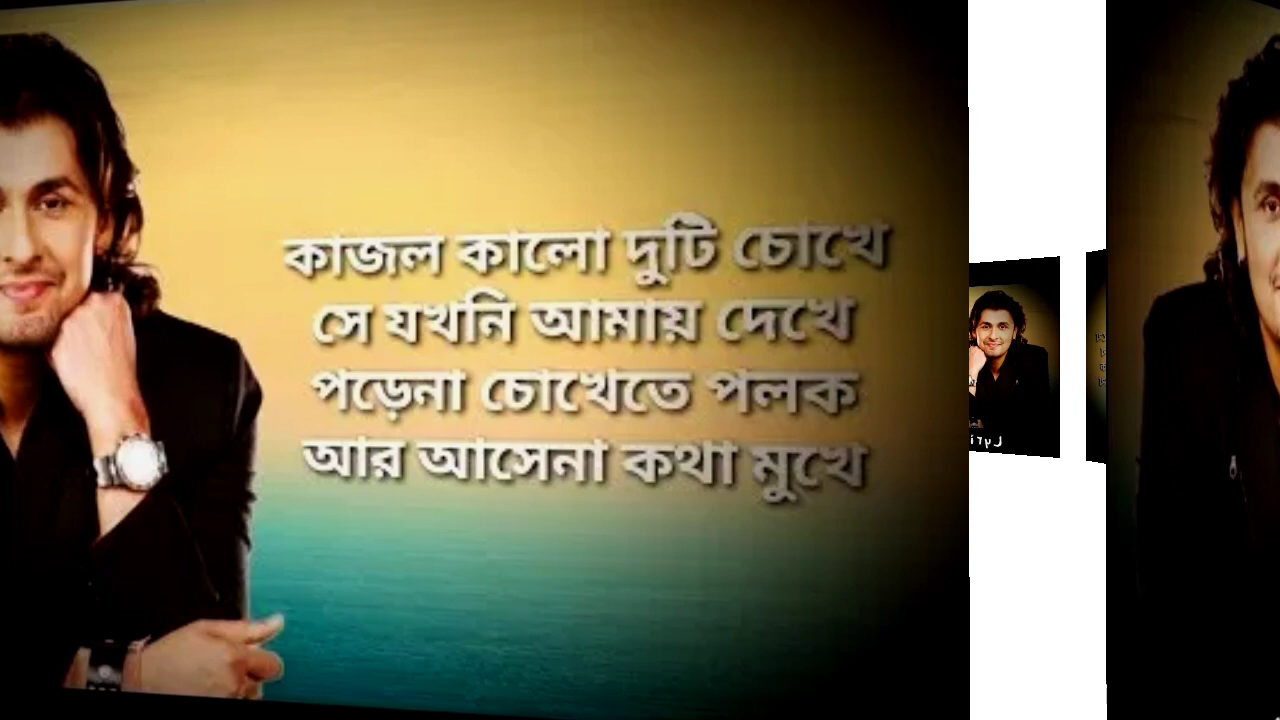 কাজল কালো দুটি চোখে
সে যখনি আমায় দেখে
পড়েনা চোখেতে পলক
আর আসেনা কথা মুখে